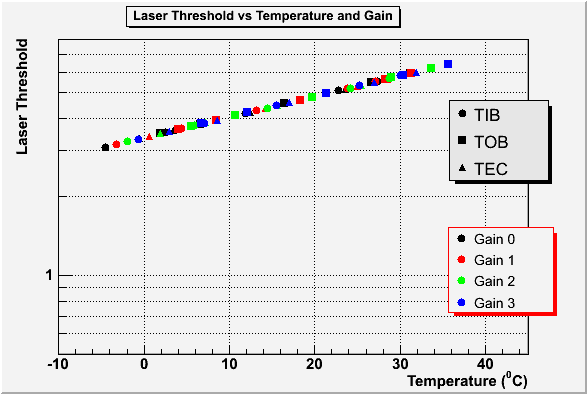 Laser Threshold vs Temperature and Gain
Laser Threshold
TIB
TOB
TEC
Gain 0
Gain 1
Gain 2
Gain 3
1
-10 0 10 20 30 40
Temperature (⁰C)